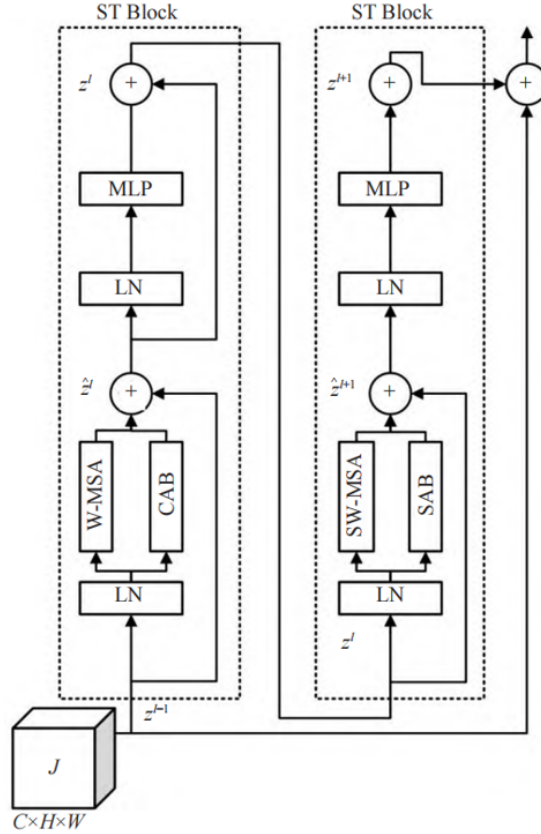 ST Block
ST Block
z^l
+
z^{l+1}
+
+
MLP
MLP
LN
LN
ẑ^l
+
ẑ^{l+1}
+
W-MSA
CAB
SW-MSA
SAB
LN
LN
z^l
z^{l-1}
J
C×H×W